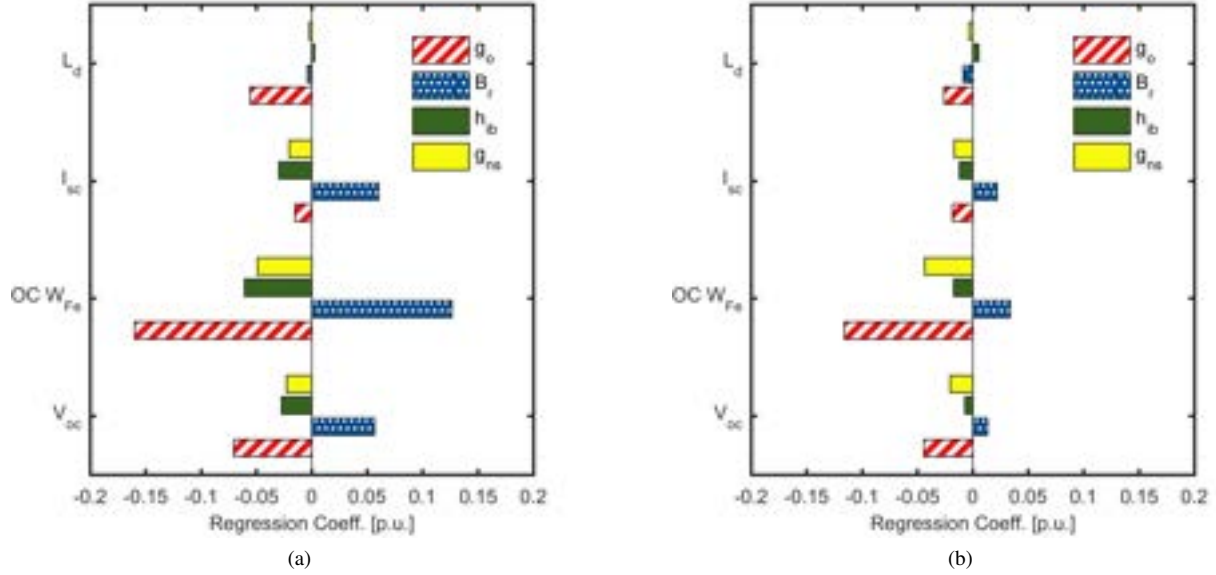 L_d
I_sc
OC W_Fe
V_oc
g_o
B_r
h_ib
g_ns
-0.2 -0.15 -0.1 -0.05 0 0.05 0.1 0.15 0.2
Regression Coeff. [p.u.]
(a)
L_d
I_sc
OC W_Fe
V_oc
g_o
B_r
h_ib
g_ns
-0.2 -0.15 -0.1 -0.05 0 0.05 0.1 0.15 0.2
Regression Coeff. [p.u.]
(b)